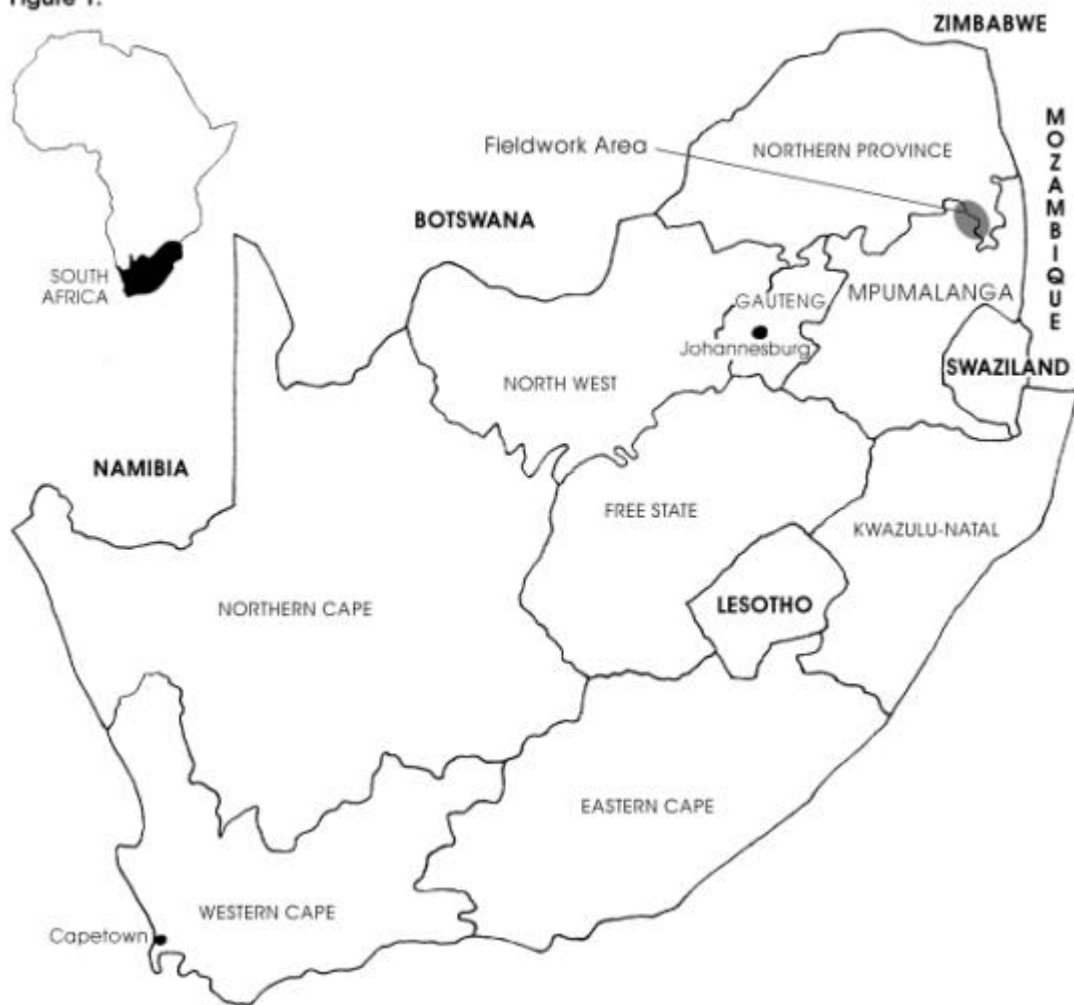 Figure 1.
ZIMBABWE
MOZAMBIQUE
Fieldwork Area
NORTHERN PROVINCE
BOTSWANA
SOUTH
AFRICA
GAUTENG
MPUMALANGA
Johannesburg
SWAZILAND
NORTH WEST
NAMIBIA
FREE STATE
KWAZULU-NATAL
NORTHERN CAPE
LESOTHO
EASTERN CAPE
WESTERN CAPE
Capetown